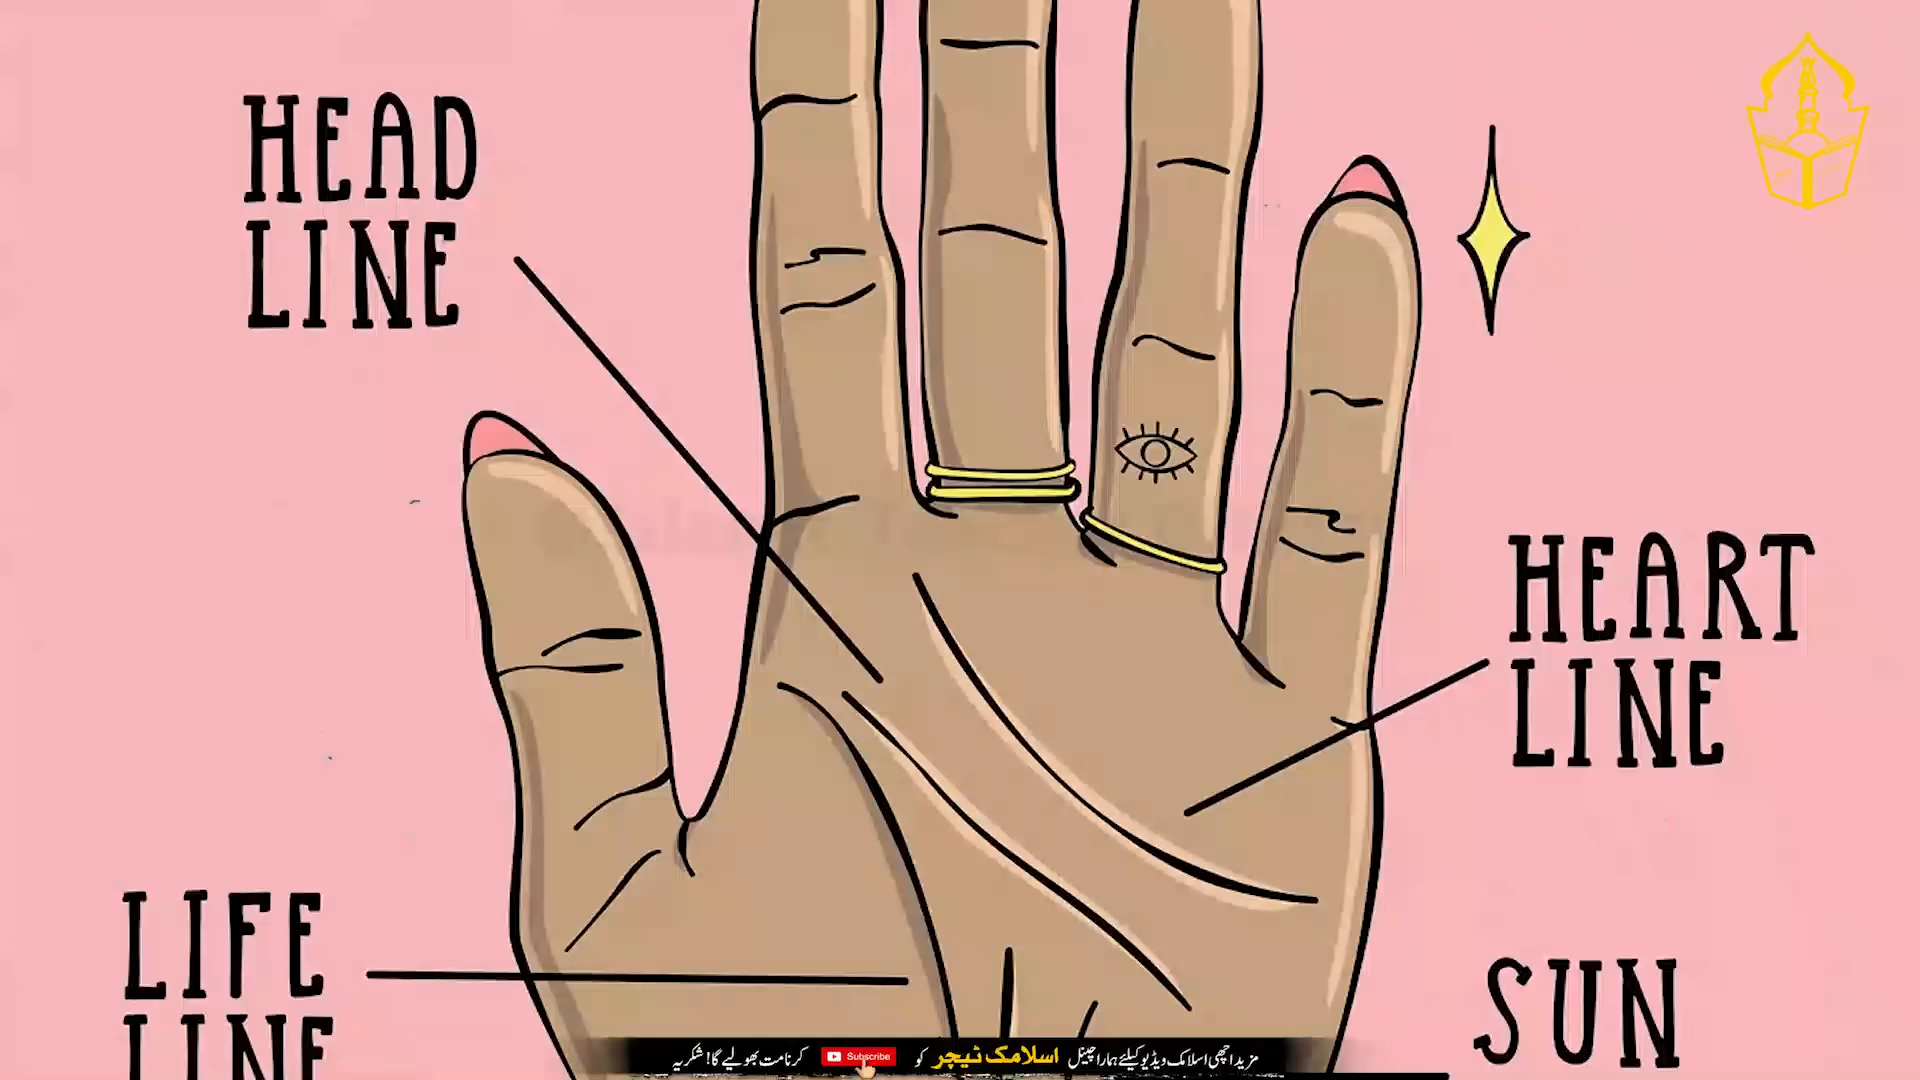 HEAD
LINE
HEART
LINE
LIFE
LINE
SUN
مزید اچھی اسلامک ویڈیو کیلئے ہمارا چینل اسلامک ٹیچر کو Subscribe کرنا مت بھولیے گا! شکریہ